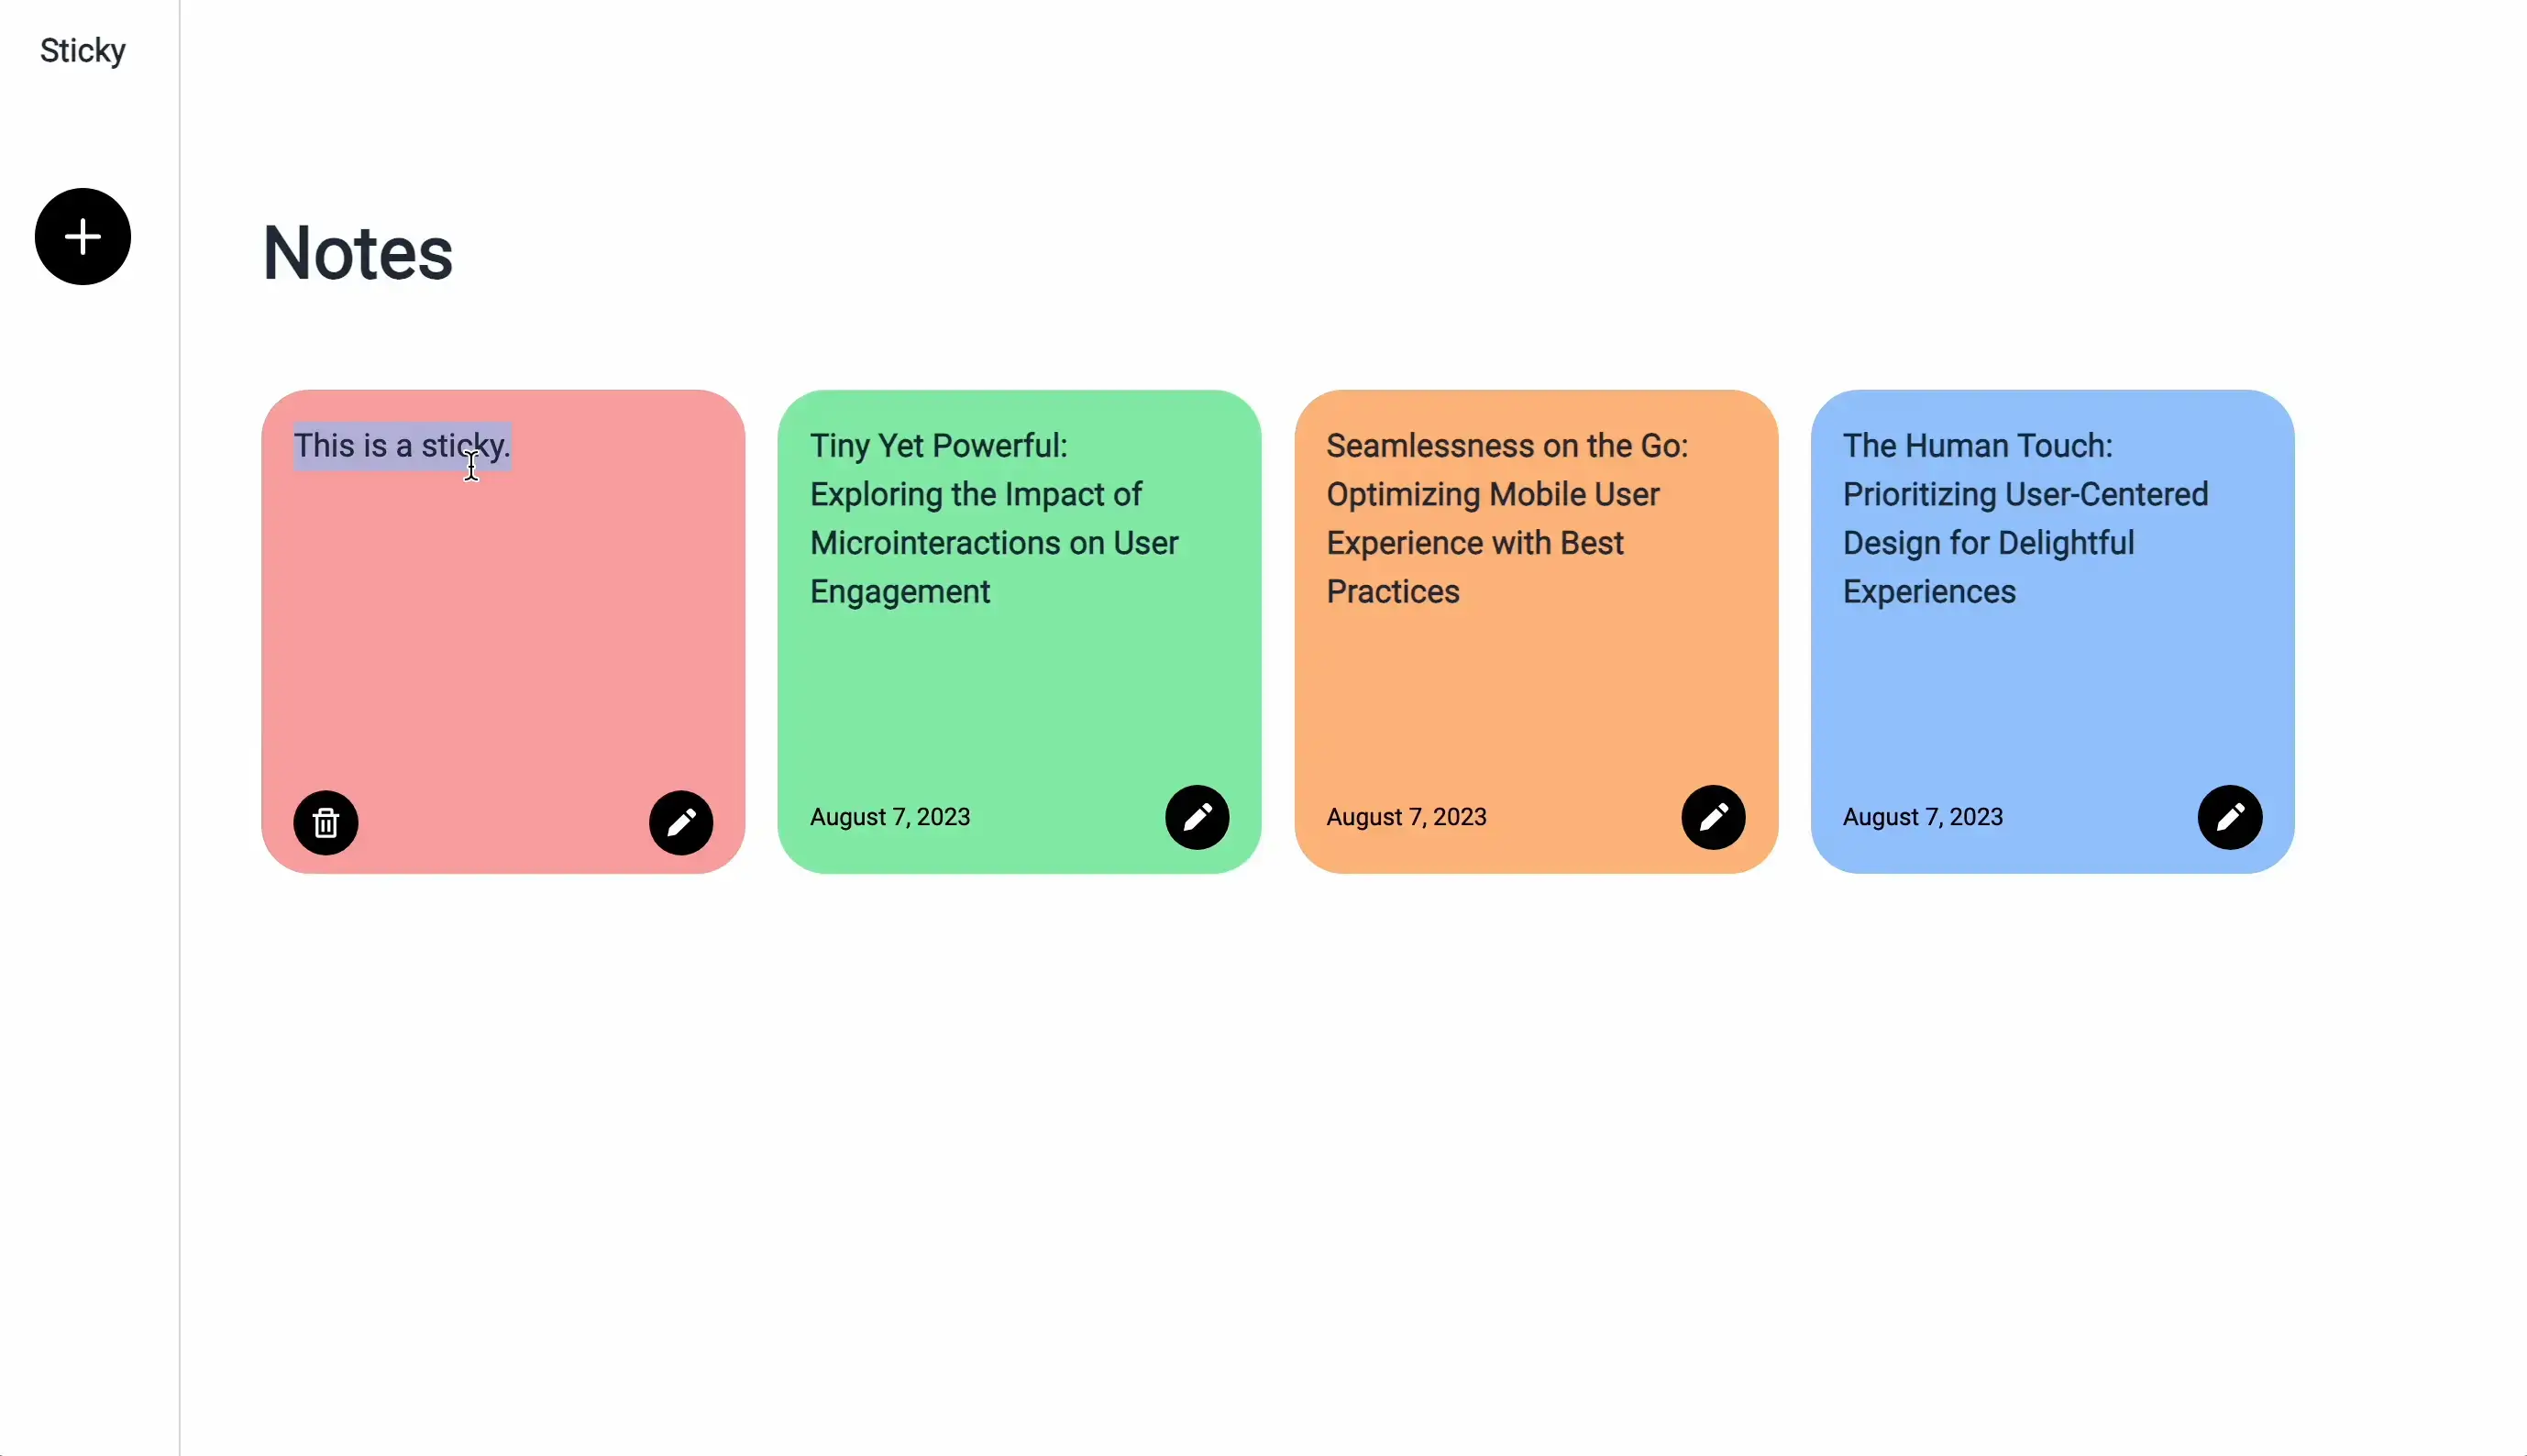 Sticky
Notes
This is a sticky.
Tiny Yet Powerful:
Exploring the Impact of
Microinteractions on User
Engagement
August 7, 2023
Seamlessness on the Go:
Optimizing Mobile User
Experience with Best
Practices
August 7, 2023
The Human Touch:
Prioritizing User-Centered
Design for Delightful
Experiences
August 7, 2023